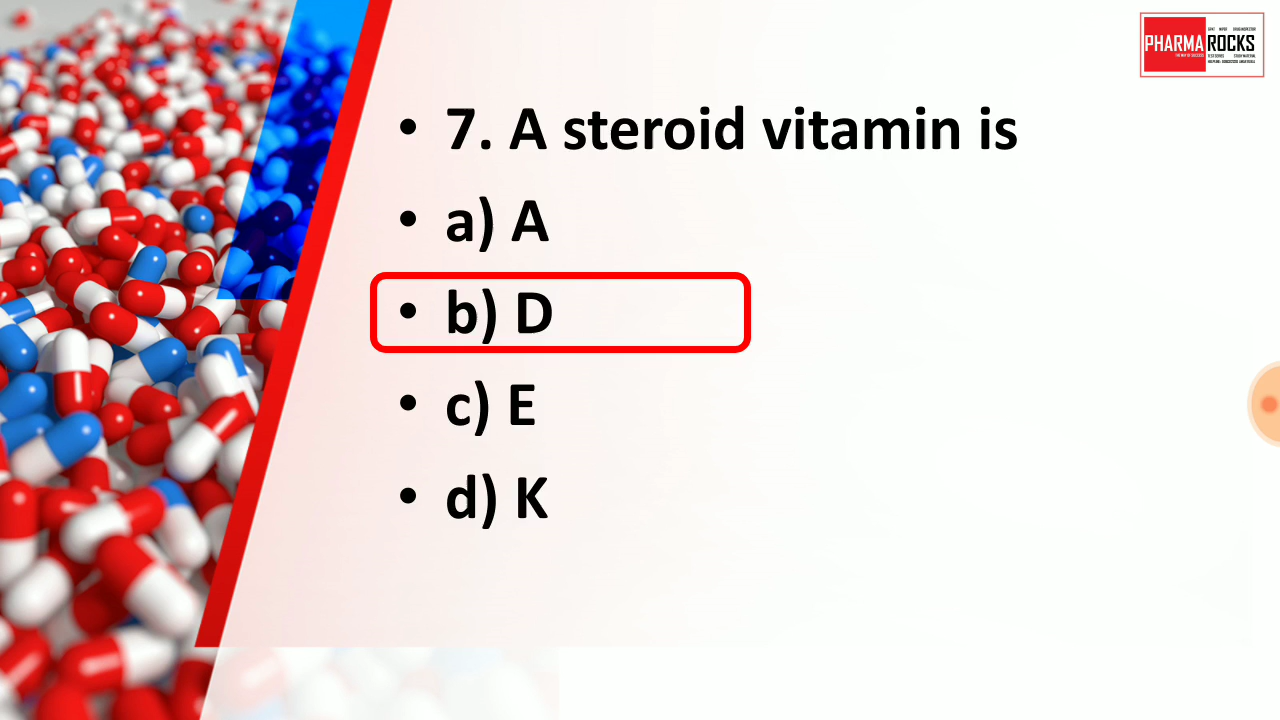 PHARMA ROCKS
• 7. A steroid vitamin is
• a) A
• b) D
• c) E
• d) K